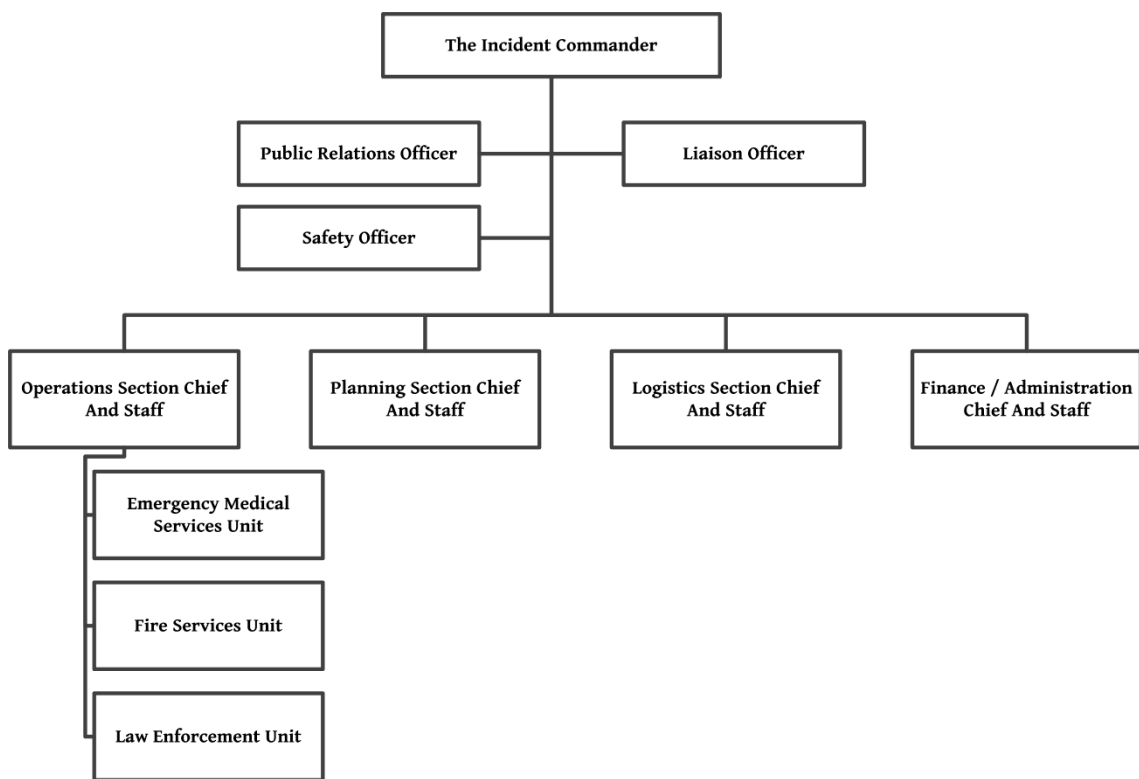 The Incident Commander
Public Relations Officer
Liaison Officer
Safety Officer
Operations Section Chief
And Staff
Planning Section Chief
And Staff
Logistics Section Chief
And Staff
Finance / Administration
Chief And Staff
Emergency Medical
Services Unit
Fire Services Unit
Law Enforcement Unit